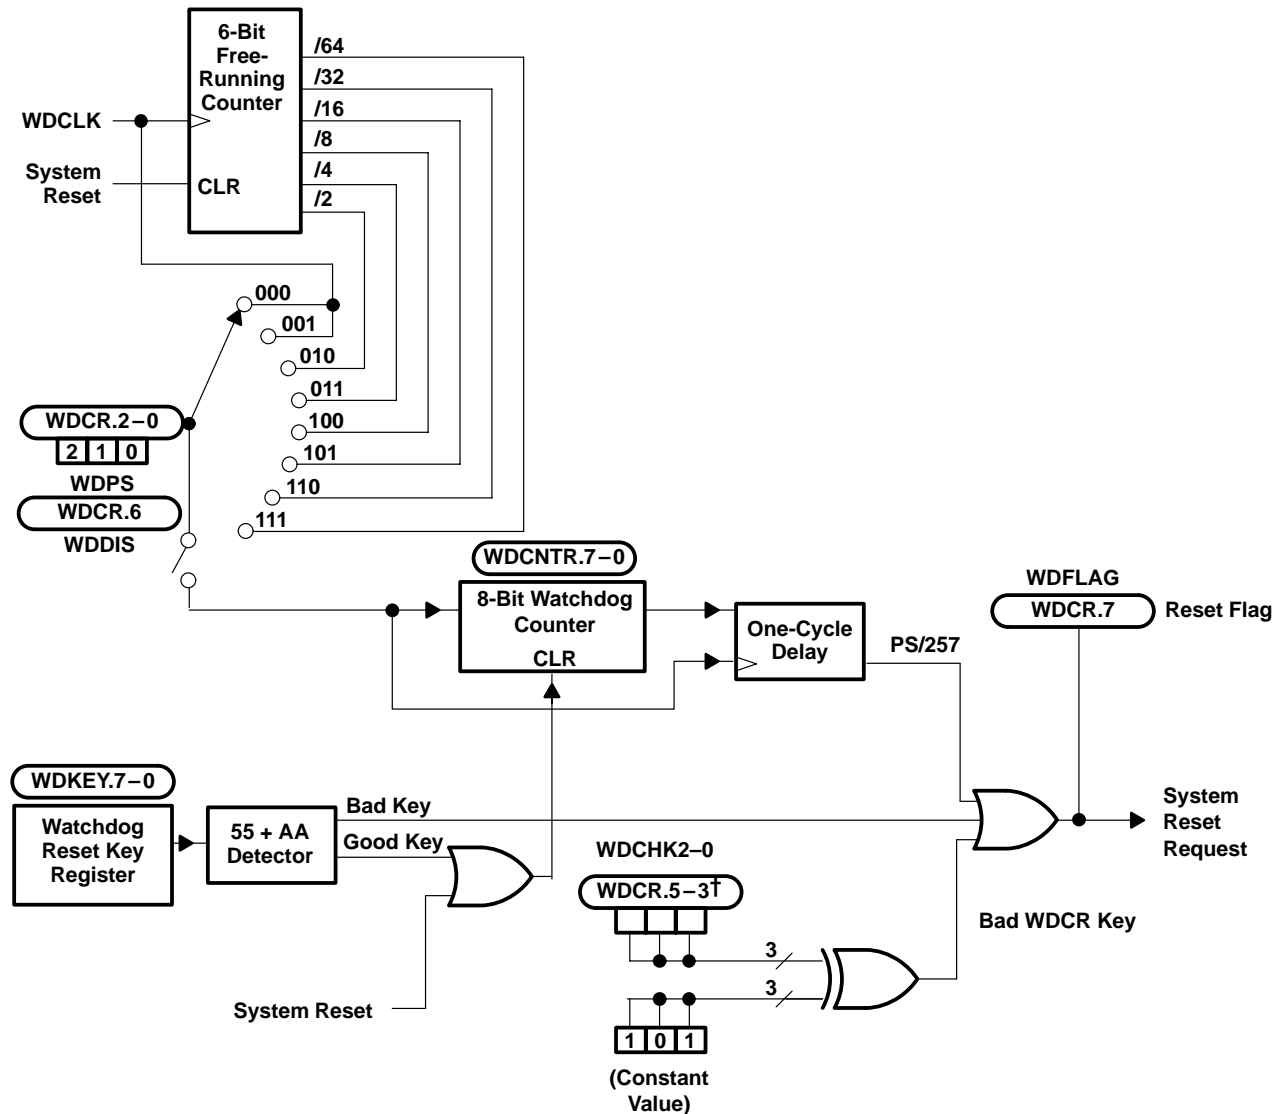 6-Bit
Free-
Running
Counter
/64
/32
/16
/8
/4
/2
WDCLK
System
Reset
CLR
000
001
010
011
100
101
110
111
WDCR.2–0
2 1 0
WDPS
WDCR.6
WDDIS
WDCNTR.7–0
8-Bit Watchdog
Counter
CLR
One-Cycle
Delay
PS/257
WDFLAG
WDCR.7
Reset Flag
WDKEY.7–0
Watchdog
Reset Key
Register
55 + AA
Detector
Bad Key
Good Key
System
Reset
Request
WDCHK2–0
WDCR.5–3†
Bad WDCR Key
3
3
System Reset
1 0 1
(Constant
Value)